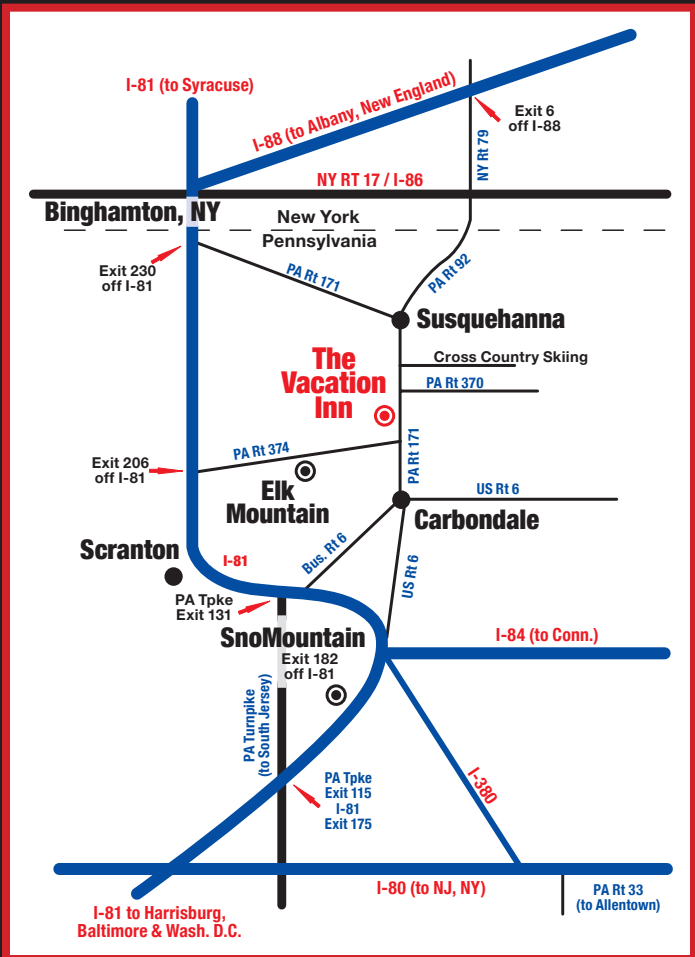 I-81 (to Syracuse)
I-88 (to Albany, New England)
Exit 6
off I-88
NY Rt 79
NY RT 17 / I-86
Binghamton, NY
New York
Pennsylvania
Exit 230
off I-81
PA Rt 171
PA Rt 92
Susquehanna
Cross Country Skiing
The
Vacation
Inn
PA Rt 370
PA Rt 374
PA Rt 171
Exit 206
off I-81
Elk
Mountain
US Rt 6
Carbondale
Scranton
I-81
Bus. Rt 6
US Rt 6
PA Tpke
Exit 131
SnoMountain
Exit 182
off I-81
I-84 (to Conn.)
PA Turnpike
(to South Jersey)
PA Tpke
Exit 115
I-81
Exit 175
I-380
I-80 (to NJ, NY)
PA Rt 33
(to Allentown)
I-81 to Harrisburg,
Baltimore & Wash. D.C.